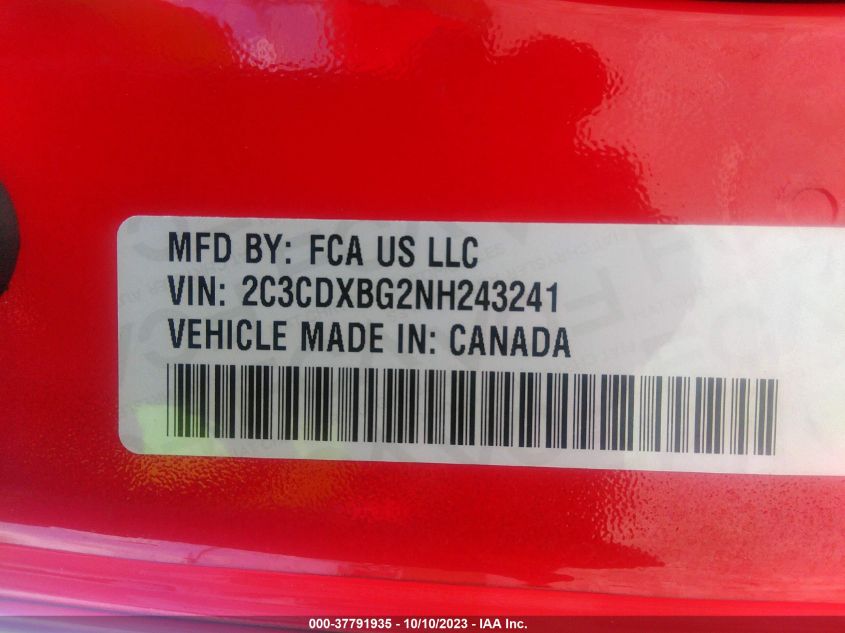 MFD BY: FCA US LLC
VIN: 2C3CDXBG2NH243241
VEHICLE MADE IN: CANADA
000-37791935 - 10/10/2023 - IAA Inc.